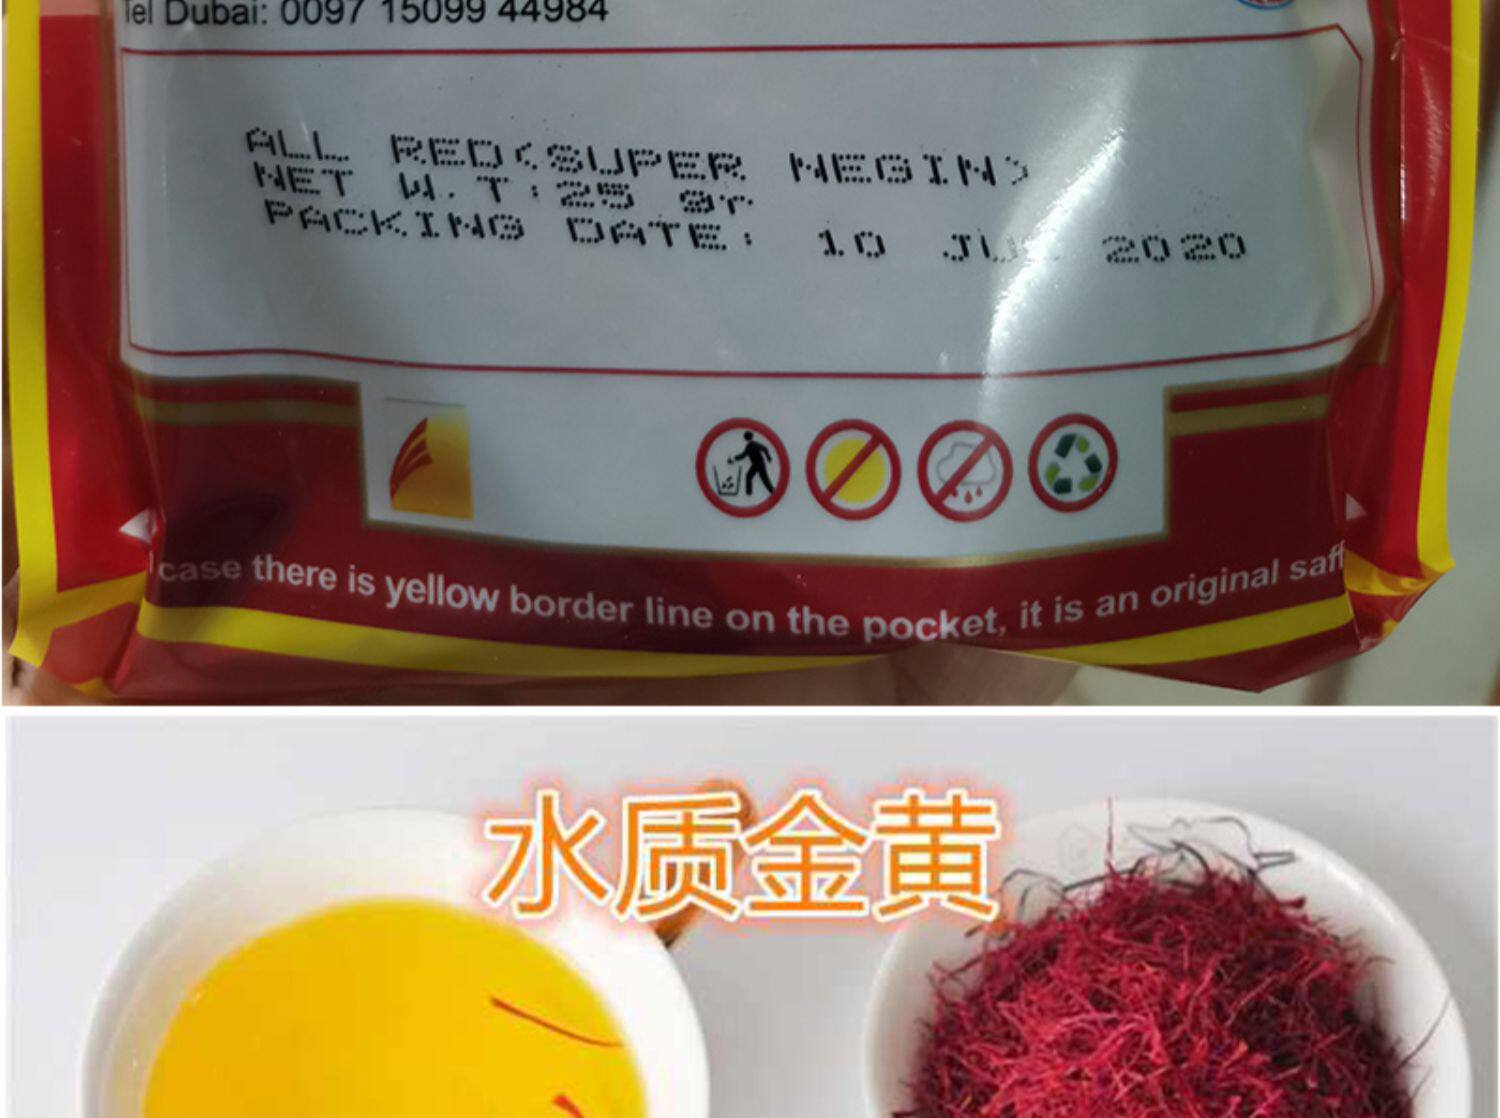 Tel Dubai: 0097 15099 44984
ALL RED(SUPER NEGIN)
NET W.T:25 gr
PACKING DATE: 10 2020
case there is yellow border line on the pocket, it is an original
水质金黄